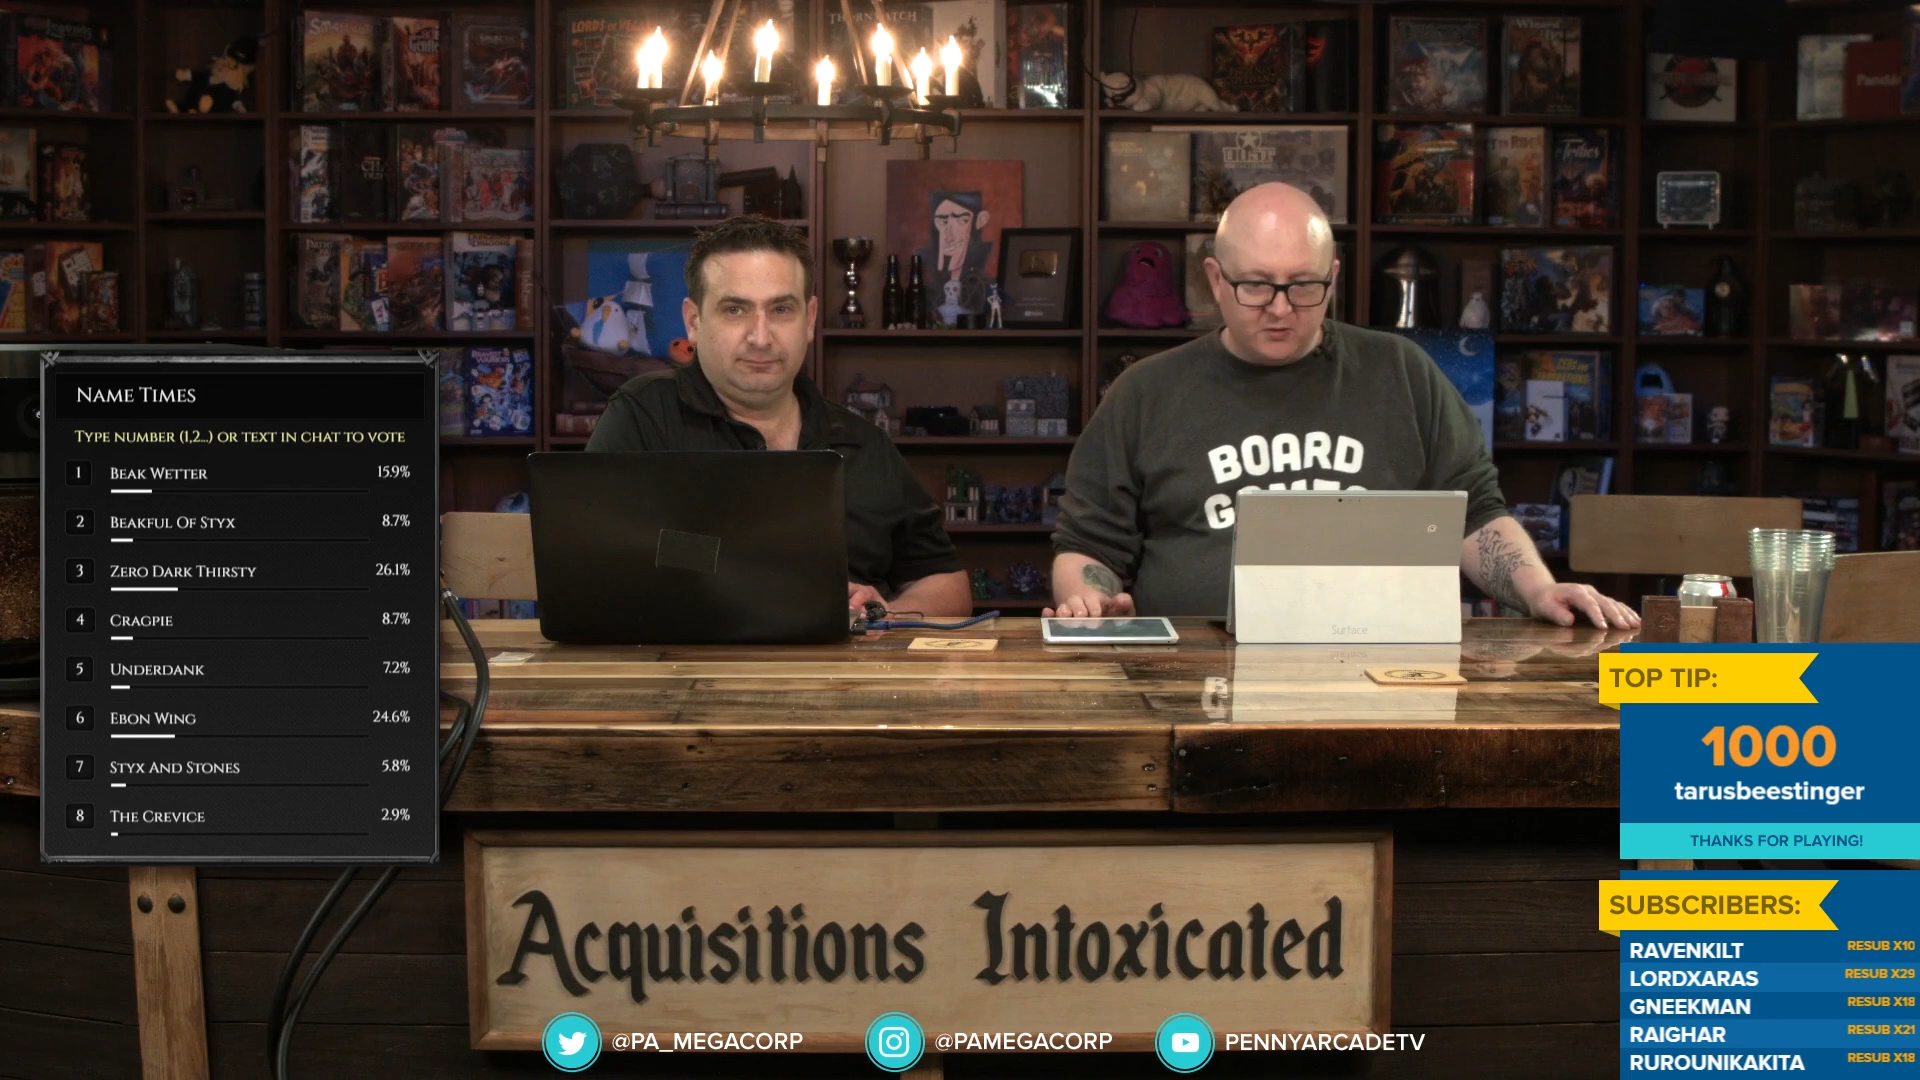 LORDS OF VEGAS
THORNWATCH
NAME TIMES
TYPE NUMBER (1,2...) OR TEXT IN CHAT TO VOTE
1 BEAK WETTER 15.9%
2 BEAKFUL OF STYX 8.7%
3 ZERO DARK THIRSTY 26.1%
4 CRAGPIE 8.7%
5 UNDERDANK 7.2%
6 EBON WING 24.6%
7 STYX AND STONES 5.8%
8 THE CREVICE 2.9%
BOARD
Surface
TOP TIP:
1000
tarusbeestinger
THANKS FOR PLAYING!
SUBSCRIBERS:
RAVENKILT RESUB X10
LORDXARAS RESUB X29
GNEEKMAN RESUB X18
RAIGHAR RESUB X21
RUROUNIKAKITA RESUB X18
Acquisitions Intoxicated
@PA_MEGACORP @PAMEGACORP PENNYARCADETV